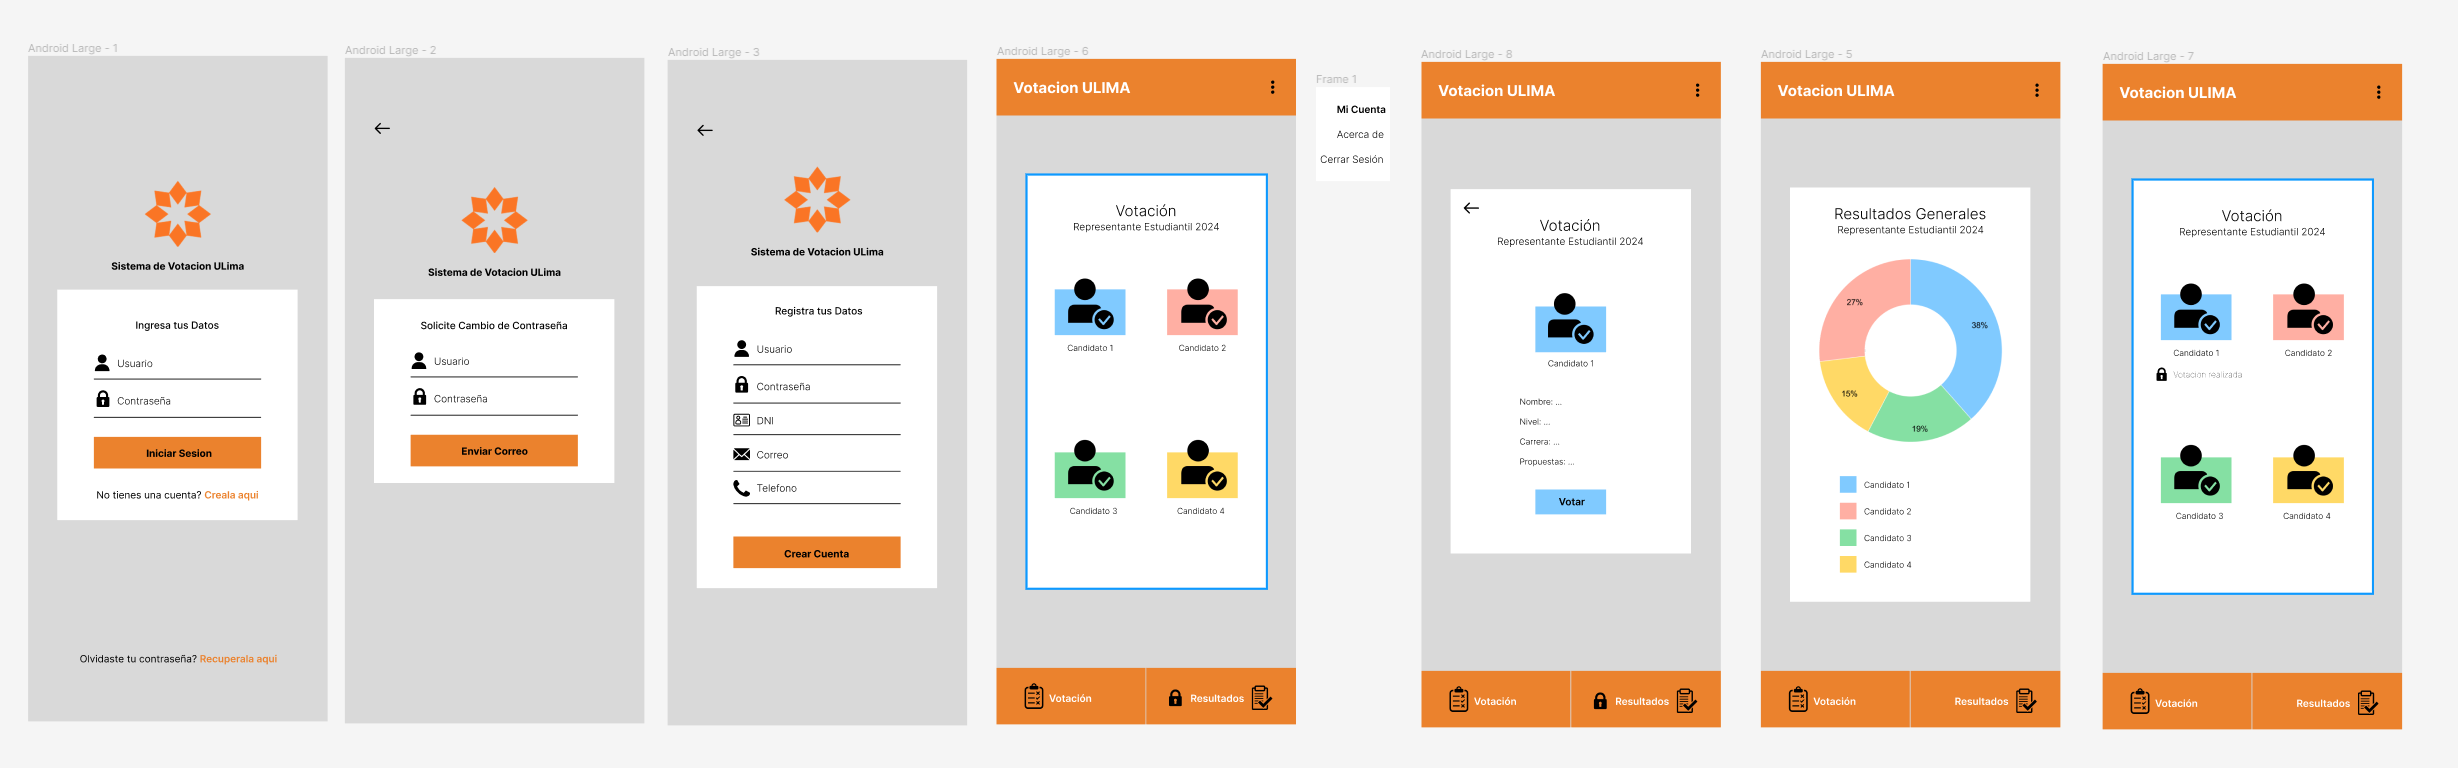 Android Large - 1
Sistema de Votacion ULima
Ingresa tus Datos
Usuario
Contraseña
Iniciar Sesion
No tienes una cuenta? Creala aqui
Olvidaste tu contraseña? Recuperala aqui
Android Large - 2
Sistema de Votacion ULima
Solicite Cambio de Contraseña
Usuario
Contraseña
Enviar Correo
Android Large - 3
Sistema de Votacion ULima
Registra tus Datos
Usuario
Contraseña
DNI
Correo
Telefono
Crear Cuenta
Android Large - 6
Votacion ULIMA
Votación
Representante Estudiantil 2024
Candidato 1
Candidato 2
Candidato 3
Candidato 4
Votación
Resultados
Frame 1
Mi Cuenta
Acerca de
Cerrar Sesión
Android Large - 8
Votacion ULIMA
Votación
Representante Estudiantil 2024
Candidato 1
Nombre: ...
Nivel: ...
Carrera: ...
Propuestas: ...
Votar
Votación
Resultados
Android Large - 5
Votacion ULIMA
Resultados Generales
Representante Estudiantil 2024
27%
38%
15%
19%
Candidato 1
Candidato 2
Candidato 3
Candidato 4
Votación
Resultados
Android Large - 7
Votacion ULIMA
Votación
Representante Estudiantil 2024
Candidato 1
Candidato 2
Votacion realizada
Candidato 3
Candidato 4
Votación
Resultados